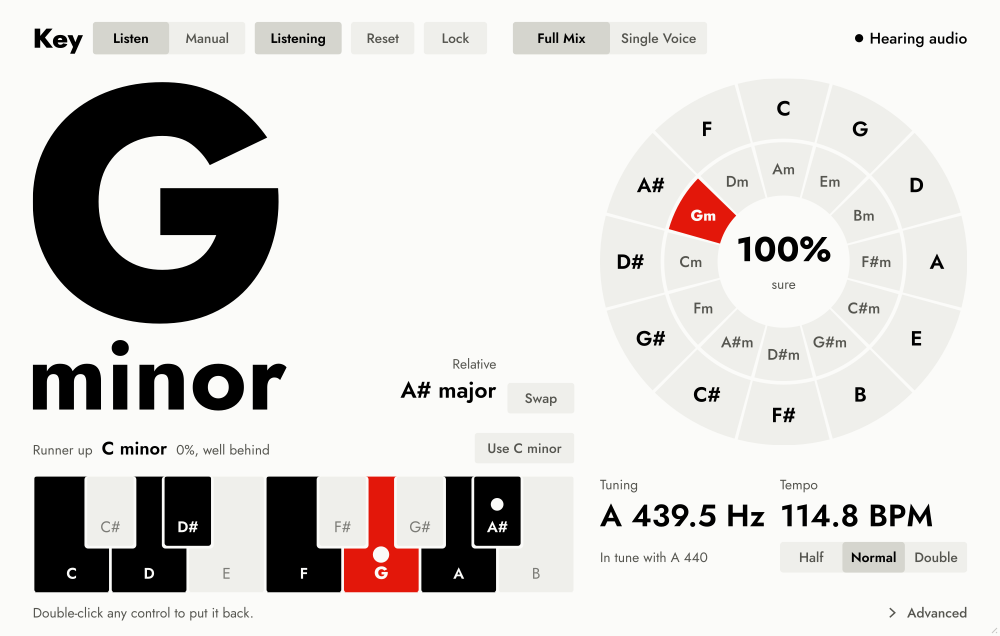 Key Listen Manual Listening Reset Lock Full Mix Single Voice Hearing audio
G
minor
Relative
A# major Swap
Runner up C minor 0%, well behind Use C minor
C# D# F# G# A#
C D E F G A B
Double-click any control to put it back.
C
F G
A# D
D# A
G# E
C# B
F#
Am
Dm Em
Gm Bm
Cm F#m
Fm C#m
A#m G#m
D#m
100%
sure
Tuning Tempo
A 439.5 Hz 114.8 BPM
In tune with A 440 Half Normal Double
Advanced